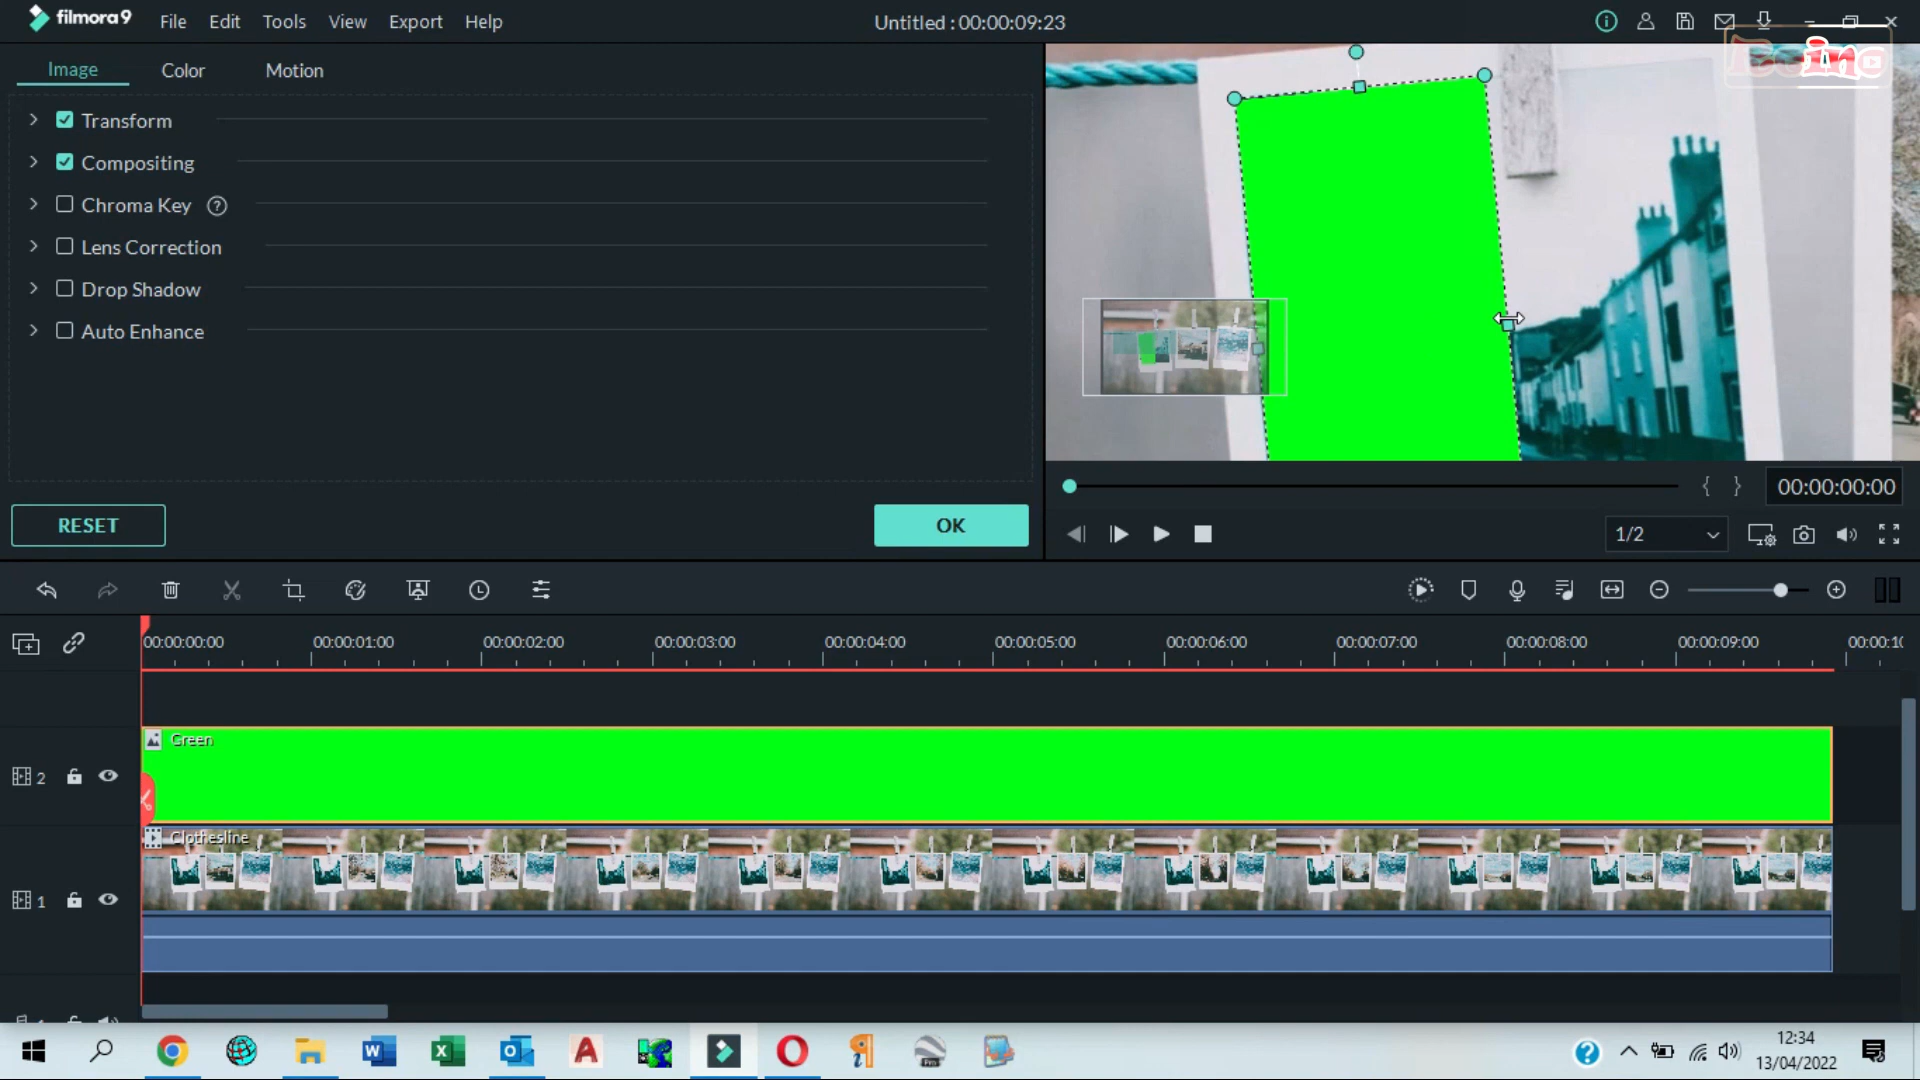 filmora9 File Edit Tools View Export Help Untitled : 00:00:09:23
Image Color Motion
Transform
Compositing
Chroma Key ?
Lens Correction
Drop Shadow
Auto Enhance
RESET OK
{ } 00:00:00:00
1/2
00:00:00:00 00:00:01:00 00:00:02:00 00:00:03:00 00:00:04:00 00:00:05:00 00:00:06:00 00:00:07:00 00:00:08:00 00:00:09:00 00:00:10
Green
2
Clothesline
1
12:34
13/04/2022